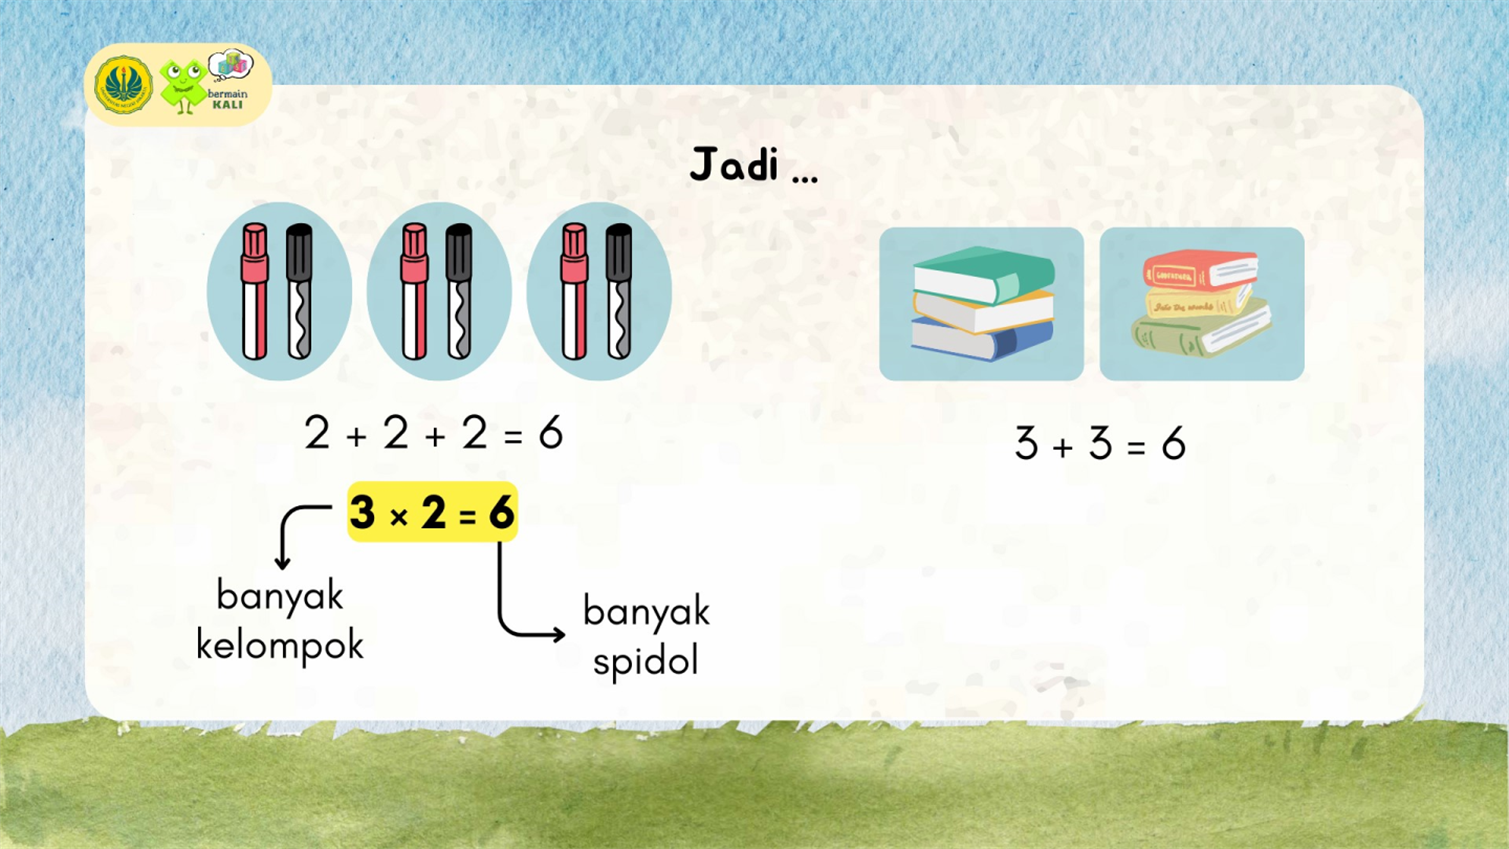 bermain
KALI
Jadi ...
2 + 2 + 2 = 6
3 × 2 = 6
banyak
kelompok
banyak
spidol
3 + 3 = 6